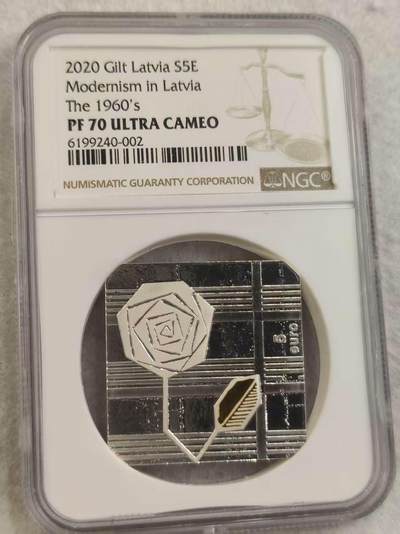 2020 Gilt Latvia S5E
Modernism in Latvia
The 1960's
PF 70 ULTRA CAMEO
6199240-002
NUMISMATIC GUARANTY CORPORATION
NGC®
5
euro